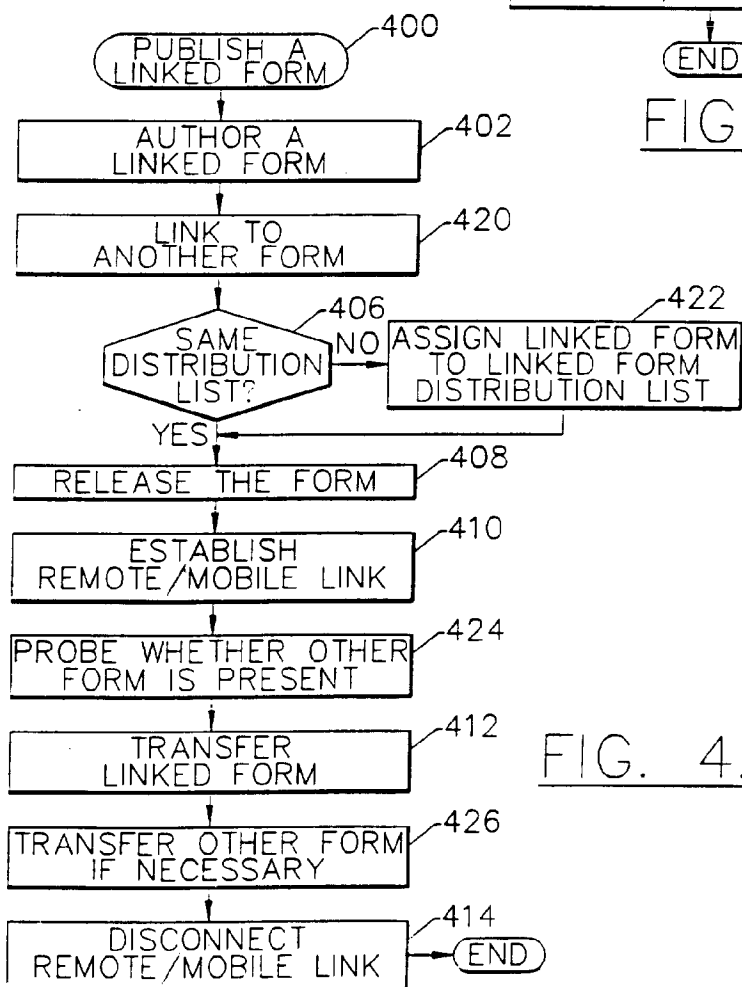 400
PUBLISH A
LINKED FORM
END
FIG
402
AUTHOR A
LINKED FORM
420
LINK TO
ANOTHER FORM
406
SAME
DISTRIBUTION
LIST?
NO
422
ASSIGN LINKED FORM
TO LINKED FORM
DISTRIBUTION LIST
YES
408
RELEASE THE FORM
410
ESTABLISH
REMOTE/MOBILE LINK
424
PROBE WHETHER OTHER
FORM IS PRESENT
412
TRANSFER
LINKED FORM
FIG. 4.
426
TRANSFER OTHER FORM
IF NECESSARY
414
DISCONNECT
REMOTE/MOBILE LINK
END